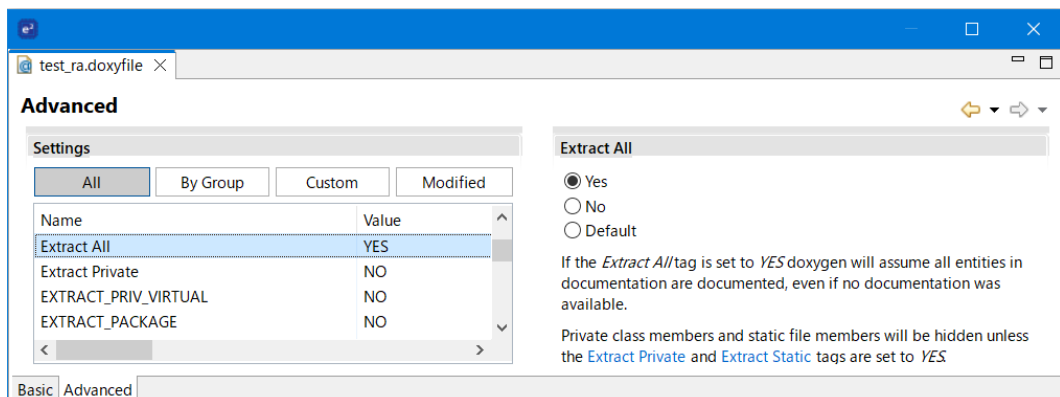 e²
test_ra.doxyfile
Advanced
Settings
All By Group Custom Modified
Name Value
Extract All YES
Extract Private NO
EXTRACT_PRIV_VIRTUAL NO
EXTRACT_PACKAGE NO
Basic Advanced
Extract All
Yes
No
Default
If the Extract All tag is set to YES doxygen will assume all entities in
documentation are documented, even if no documentation was
available.
Private class members and static file members will be hidden unless
the Extract Private and Extract Static tags are set to YES.